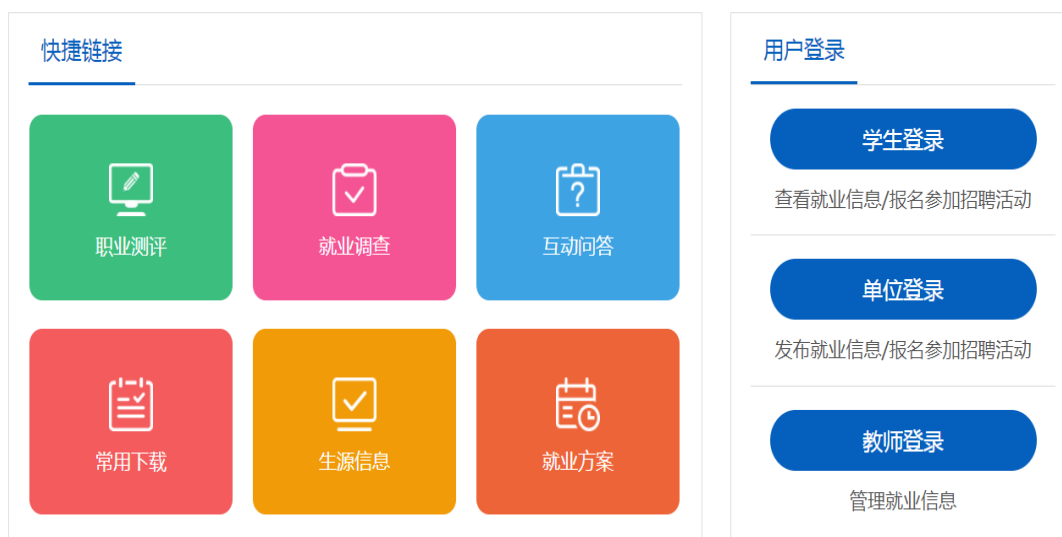 快捷链接
职业测评
就业调查
互动问答
常用下载
生源信息
就业方案
用户登录
学生登录
查看就业信息/报名参加招聘活动
单位登录
发布就业信息/报名参加招聘活动
教师登录
管理就业信息